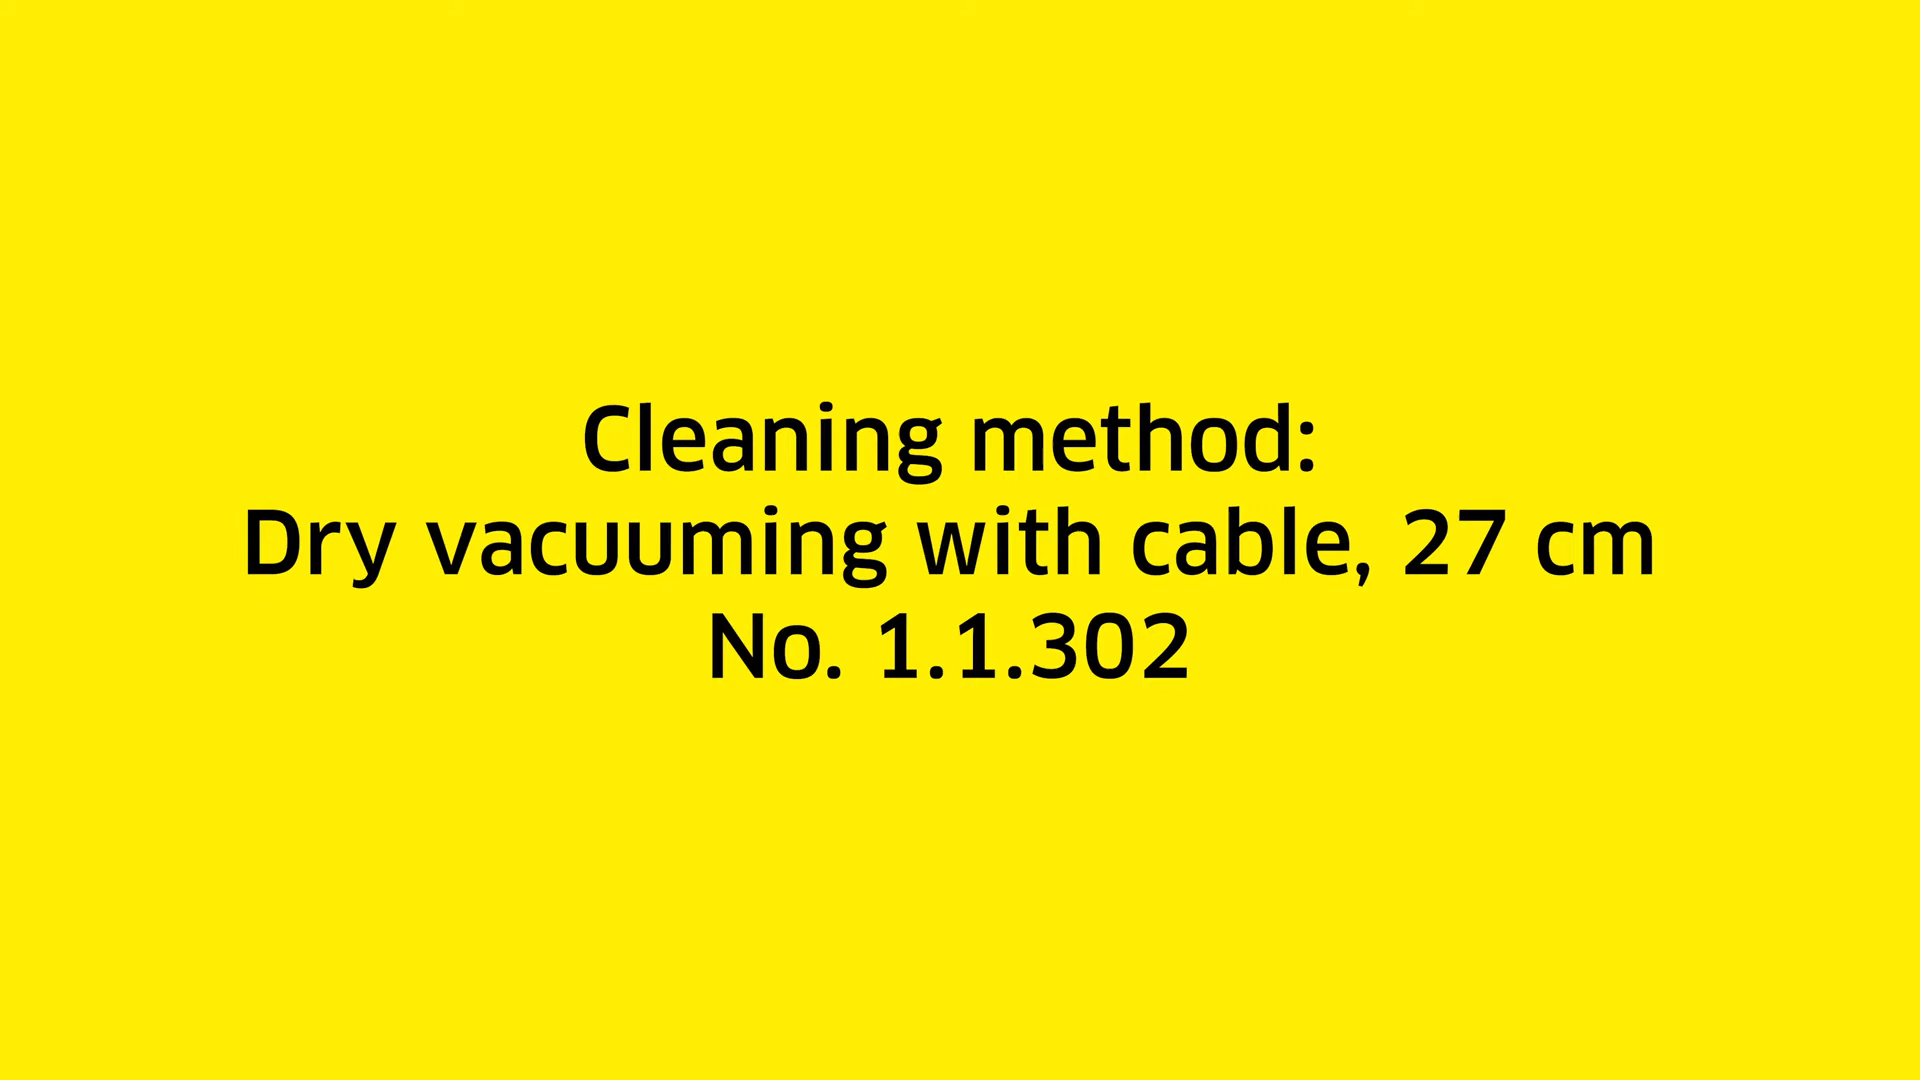 Cleaning method:
Dry vacuuming with cable, 27 cm
No. 1.1.302